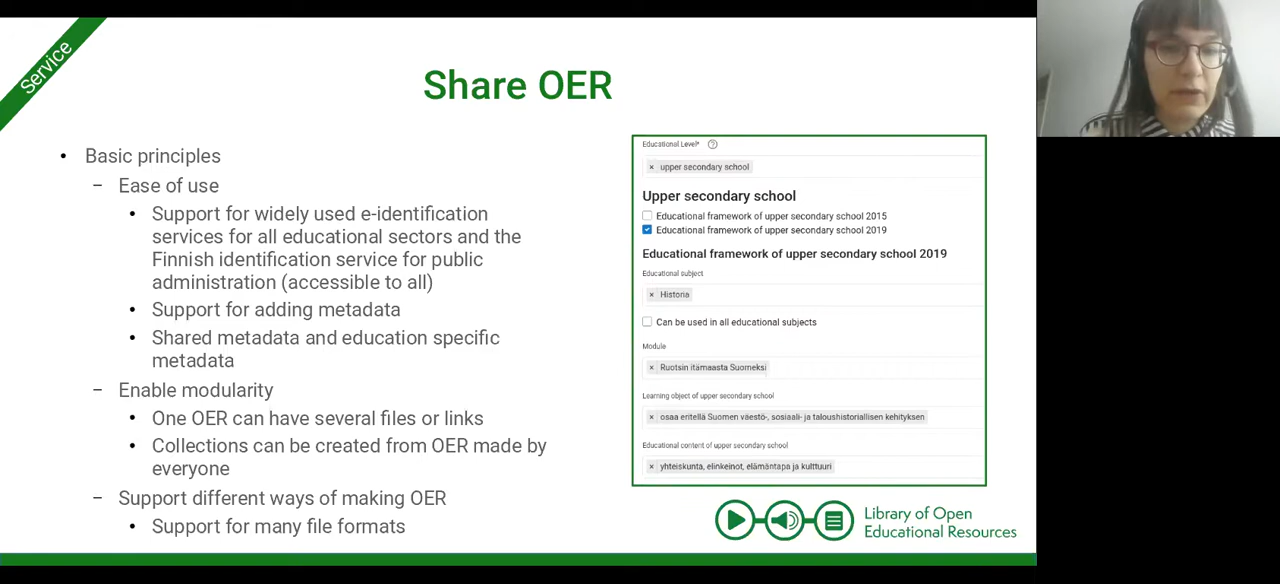 Service
Share OER
• Basic principles
− Ease of use
• Support for widely used e-identification
services for all educational sectors and the
Finnish identification service for public
administration (accessible to all)
• Support for adding metadata
• Shared metadata and education specific
metadata
− Enable modularity
• One OER can have several files or links
• Collections can be created from OER made by
everyone
− Support different ways of making OER
• Support for many file formats
Educational Level* ?
× upper secondary school
Upper secondary school
Educational framework of upper secondary school 2015
Educational framework of upper secondary school 2019
Educational framework of upper secondary school 2019
Educational subject
× Historia
Can be used in all educational subjects
Module
× Ruotsin itämaasta Suomeksi
Learning object of upper secondary school
× osaa eritellä Suomen väestö-, sosiaali- ja taloushistoriallisen kehityksen
Educational content of upper secondary school
× yhteiskunta, elinkeinot, elämäntapa ja kulttuuri
Library of Open
Educational Resources